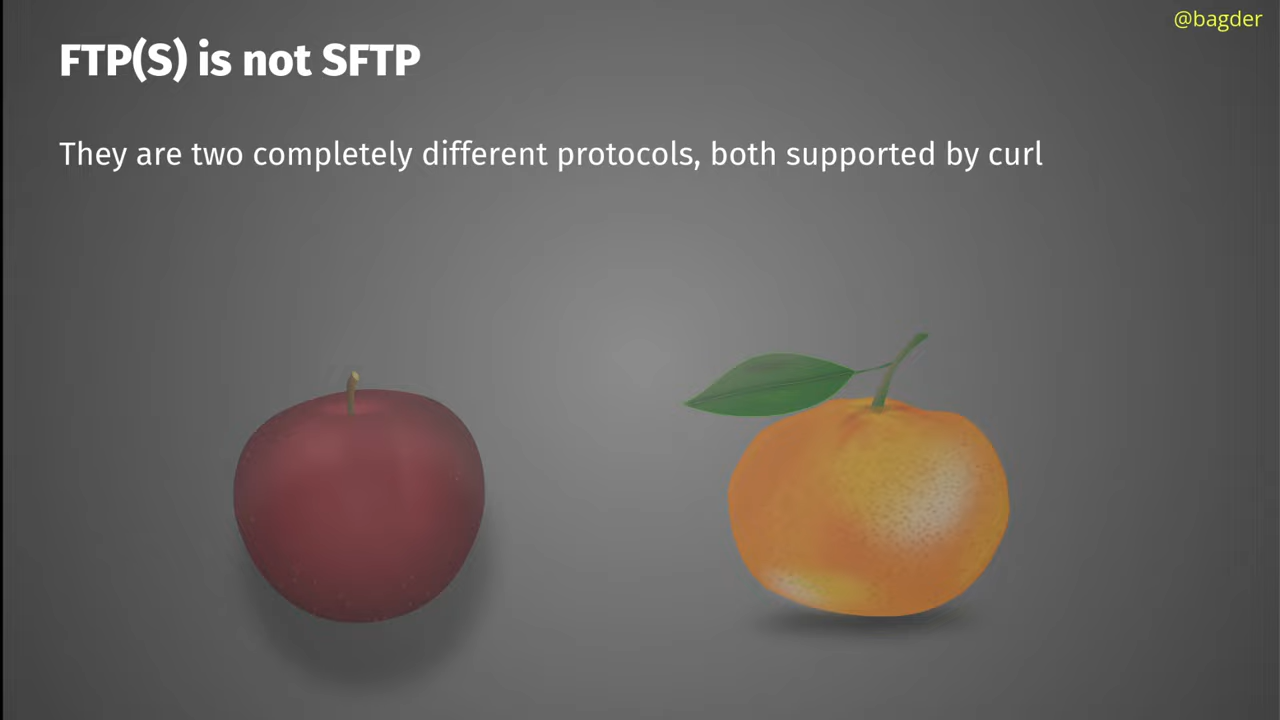 @bagder
FTP(S) is not SFTP
They are two completely different protocols, both supported by curl